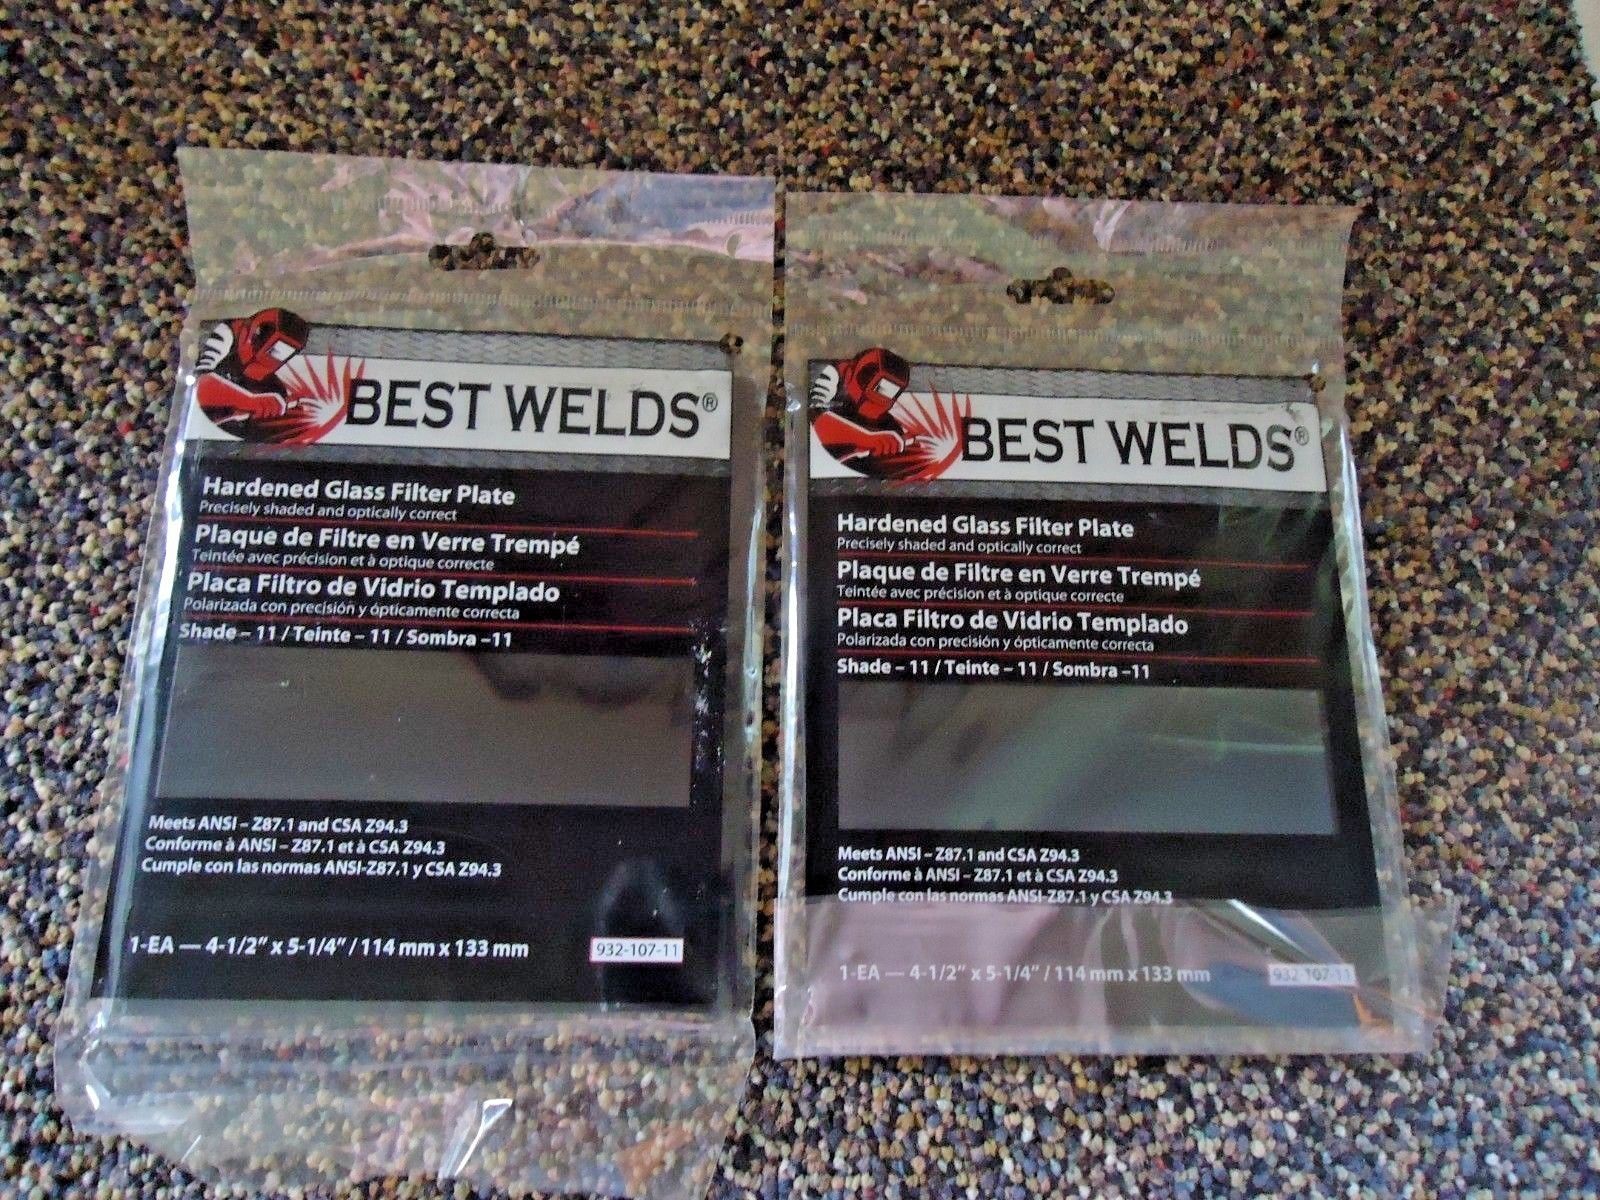 BEST WELDS®
Hardened Glass Filter Plate
Precisely shaded and optically correct
Plaque de Filtre en Verre Trempé
Teintée avec précision et à optique correcte
Placa Filtro de Vidrio Templado
Polarizada con precisión y ópticamente correcta
Shade – 11 / Teinte – 11 / Sombra –11
Meets ANSI – Z87.1 and CSA Z94.3
Conforme à ANSI – Z87.1 et à CSA Z94.3
Cumple con las normas ANSI-Z87.1 y CSA Z94.3
1-EA — 4-1/2" x 5-1/4" / 114 mm x 133 mm
932-107-11
BEST WELDS®
Hardened Glass Filter Plate
Precisely shaded and optically correct
Plaque de Filtre en Verre Trempé
Teintée avec précision et à optique correcte
Placa Filtro de Vidrio Templado
Polarizada con precisión y ópticamente correcta
Shade – 11 / Teinte – 11 / Sombra –11
Meets ANSI – Z87.1 and CSA Z94.3
Conforme à ANSI – Z87.1 et à CSA Z94.3
Cumple con las normas ANSI-Z87.1 y CSA Z94.3
1-EA — 4-1/2" x 5-1/4" / 114 mm x 133 mm
932-107-11